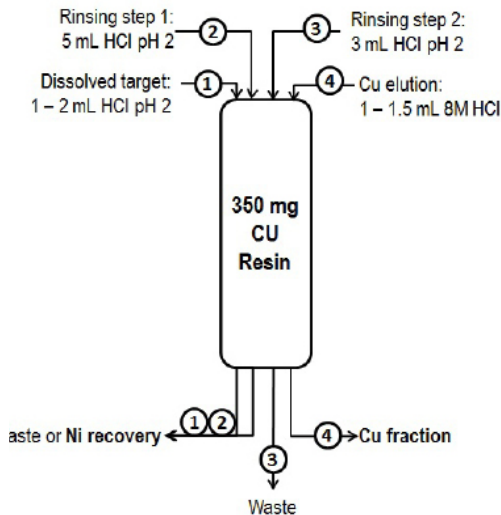 Rinsing step 1:
5 mL HCl pH 2
2
3
Rinsing step 2:
3 mL HCl pH 2
Dissolved target:
1 – 2 mL HCl pH 2
1
4
Cu elution:
1 – 1.5 mL 8M HCl
350 mg
CU
Resin
aste or Ni recovery
1
2
4
Cu fraction
3
Waste